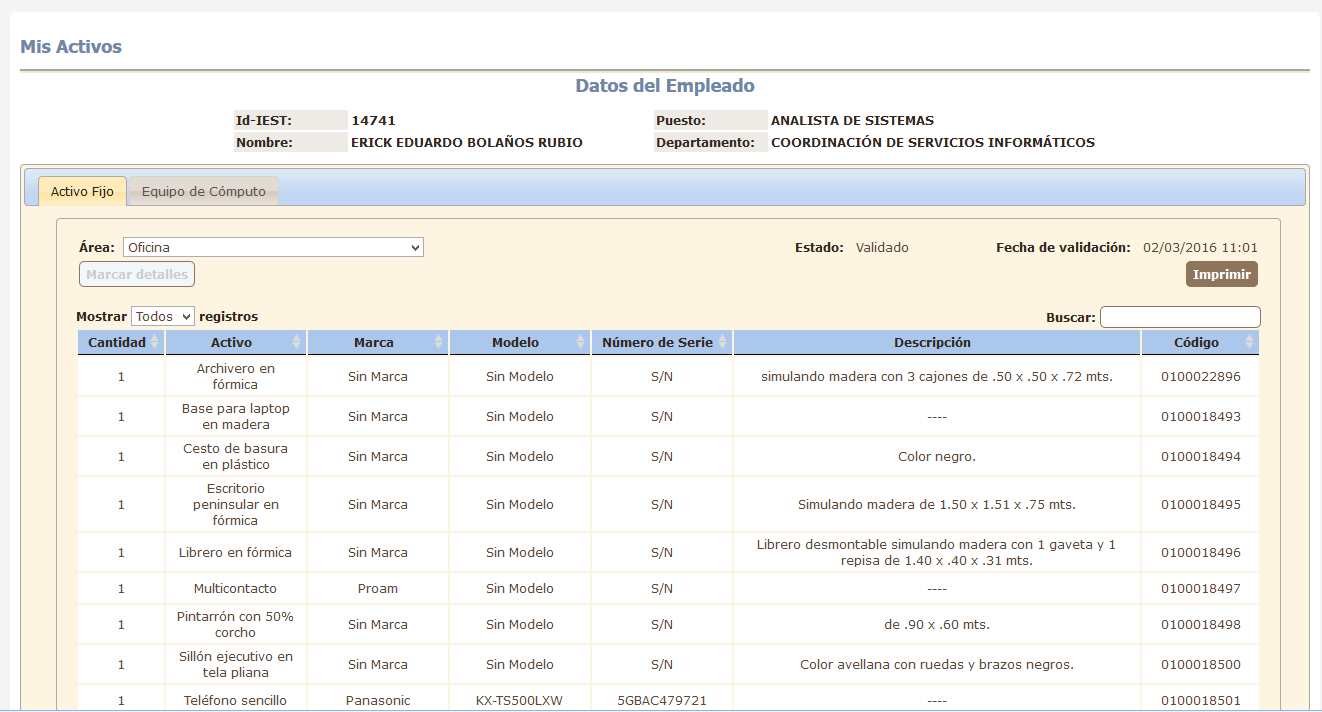 Mis Activos
Datos del Empleado
Id-IEST: 14741 Puesto: ANALISTA DE SISTEMAS
Nombre: ERICK EDUARDO BOLAÑOS RUBIO Departamento: COORDINACIÓN DE SERVICIOS INFORMÁTICOS
Activo Fijo Equipo de Cómputo
Área: Oficina Estado: Validado Fecha de validación: 02/03/2016 11:01
Marcar detalles Imprimir
Mostrar Todos registros Buscar:
Cantidad Activo Marca Modelo Número de Serie Descripción Código
1 Archivero en fórmica Sin Marca Sin Modelo S/N simulando madera con 3 cajones de .50 x .50 x .72 mts. 0100022896
1 Base para laptop en madera Sin Marca Sin Modelo S/N ---- 0100018493
1 Cesto de basura en plástico Sin Marca Sin Modelo S/N Color negro. 0100018494
1 Escritorio peninsular en fórmica Sin Marca Sin Modelo S/N Simulando madera de 1.50 x 1.51 x .75 mts. 0100018495
1 Librero en fórmica Sin Marca Sin Modelo S/N Librero desmontable simulando madera con 1 gaveta y 1 repisa de 1.40 x .40 x .31 mts. 0100018496
1 Multicontacto Proam Sin Modelo S/N ---- 0100018497
1 Pintarrón con 50% corcho Sin Marca Sin Modelo S/N de .90 x .60 mts. 0100018498
1 Sillón ejecutivo en tela pliana Sin Marca Sin Modelo S/N Color avellana con ruedas y brazos negros. 0100018500
1 Teléfono sencillo Panasonic KX-TS500LXW 5GBAC479721 ---- 0100018501